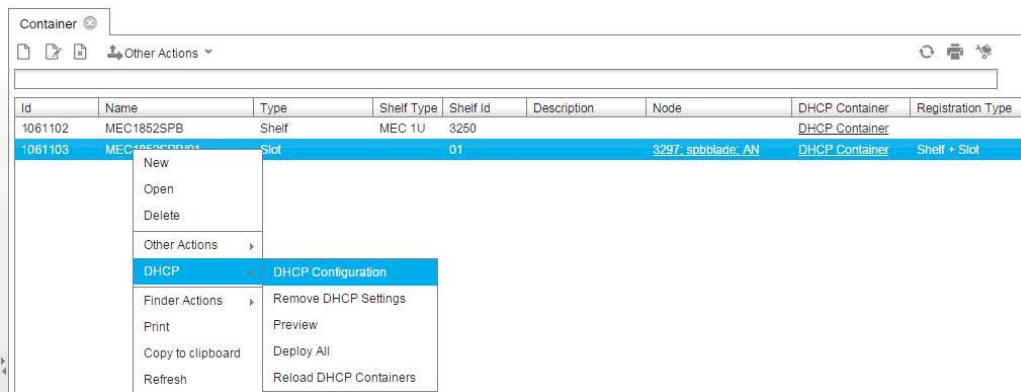 Container
Other Actions
Id Name Type Shelf Type Shelf Id Description Node DHCP Container Registration Type
1061102 MEC1852SPB Shelf MEC 1U 3250 DHCP Container
1061103 MEC1852SPB/01 Slot 01 3297; spbblade; AN DHCP Container Shelf + Slot
New
Open
Delete
Other Actions
DHCP DHCP Configuration
Finder Actions Remove DHCP Settings
Print Preview
Copy to clipboard Deploy All
Refresh Reload DHCP Containers